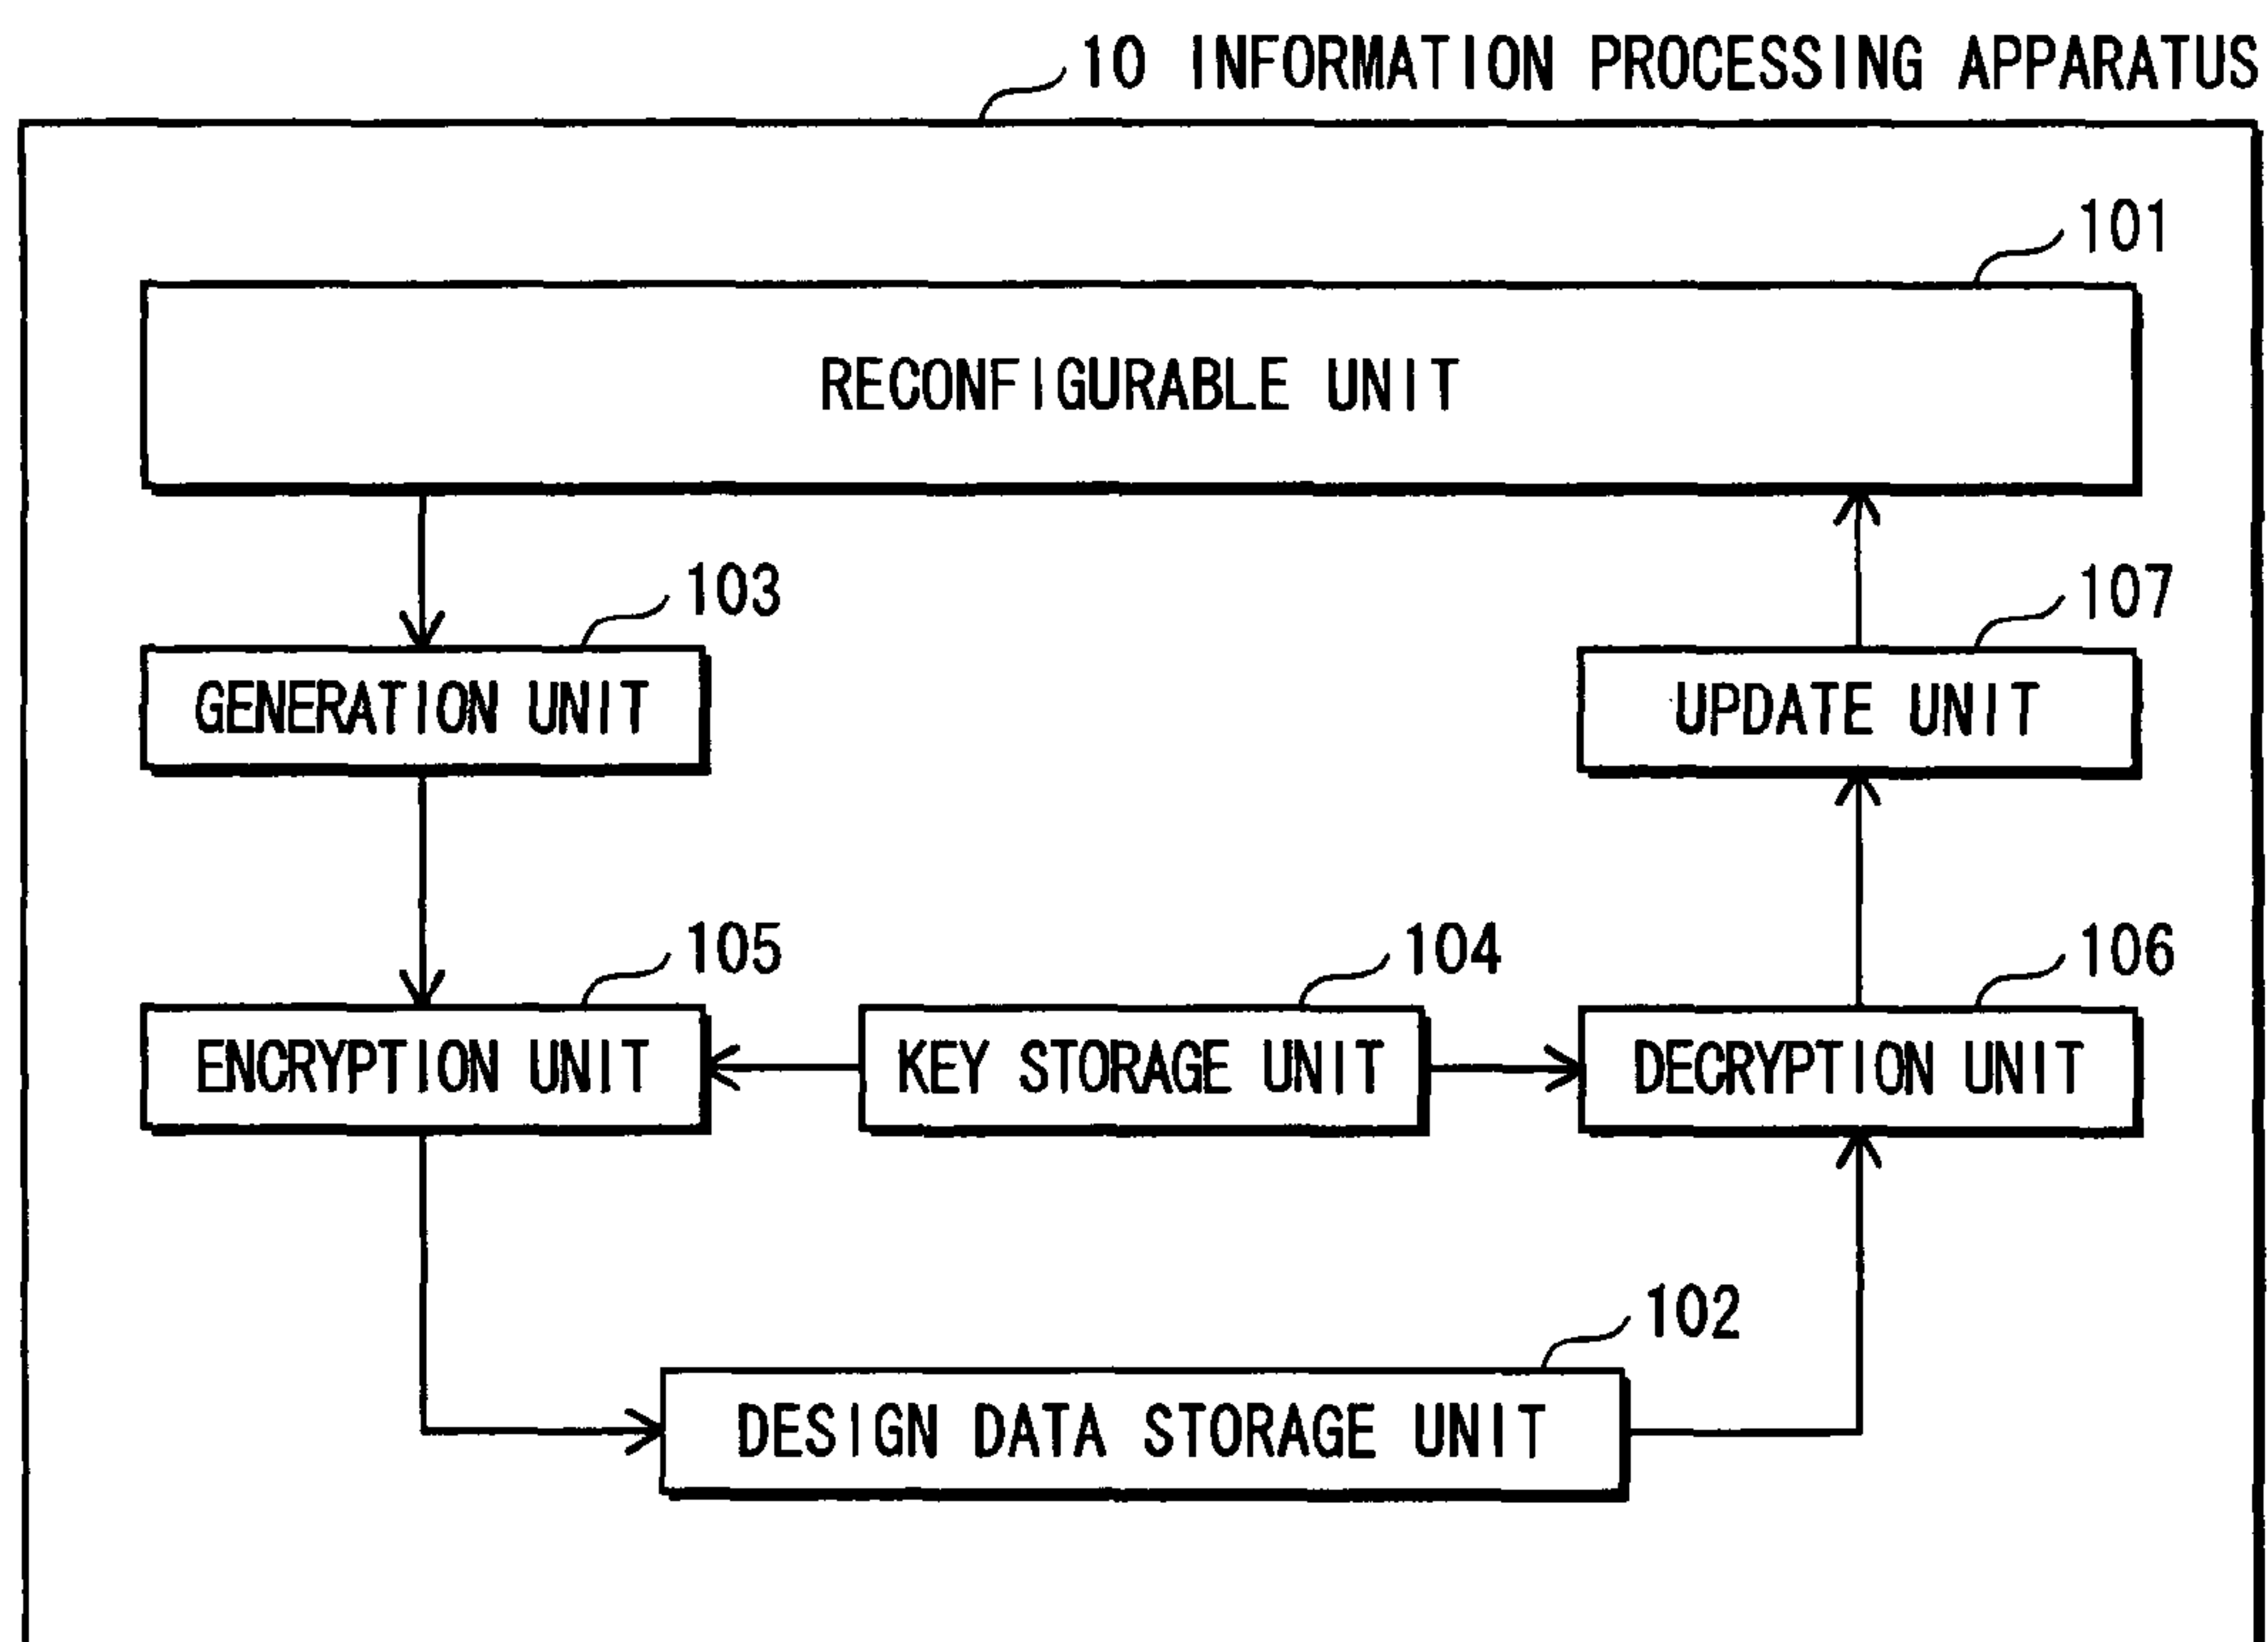 10 INFORMATION PROCESSING APPARATUS
101
RECONFIGURABLE UNIT
103
107
GENERATION UNIT
UPDATE UNIT
105
104
106
ENCRYPTION UNIT
KEY STORAGE UNIT
DECRYPTION UNIT
102
DESIGN DATA STORAGE UNIT